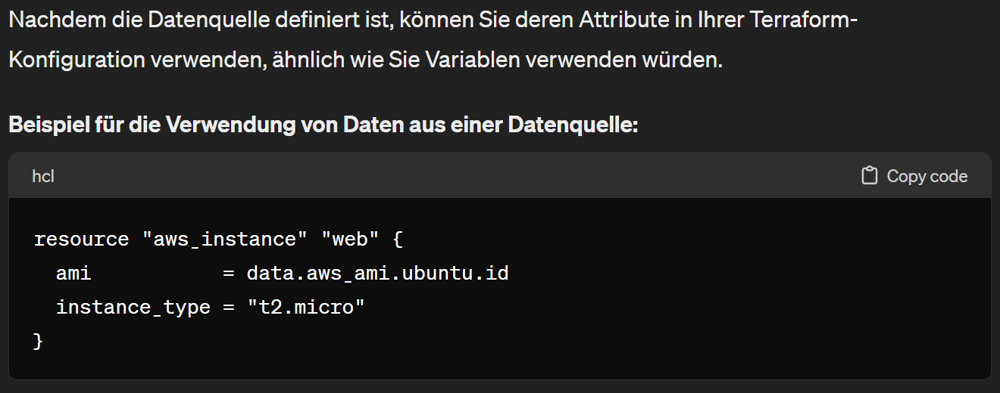 Nachdem die Datenquelle definiert ist, können Sie deren Attribute in Ihrer Terraform-
Konfiguration verwenden, ähnlich wie Sie Variablen verwenden würden.
Beispiel für die Verwendung von Daten aus einer Datenquelle:
hcl
Copy code
resource "aws_instance" "web" {
  ami           = data.aws_ami.ubuntu.id
  instance_type = "t2.micro"
}